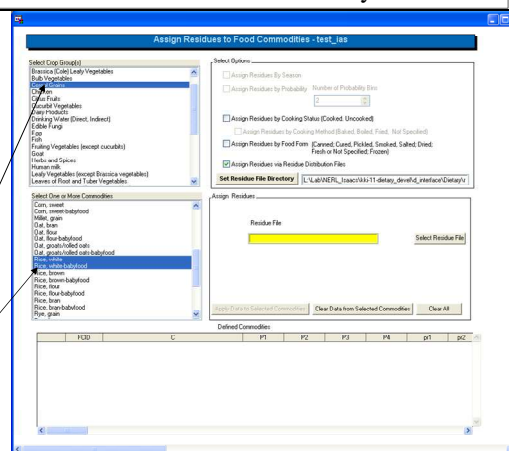 Assign Residues to Food Commodities - test_ias
Select Crop Group(s)
Brassica (Cole) Leafy Vegetables
Bulb Vegetables
Cereal Grains
Chicken
Citrus Fruits
Cucurbit Vegetables
Dairy Products
Drinking Water (Direct, Indirect)
Edible Fungi
Egg
Fish
Fruiting Vegetables (except cucurbits)
Goat
Herbs and Spices
Human milk
Leafy Vegetables (except Brassica vegetables)
Leaves of Root and Tuber Vegetables
Select Options
Assign Residues By Season
Assign Residues by Probability Number of Probability Bins
2
Assign Residues by Cooking Status (Cooked, Uncooked)
Assign Residues by Cooking Method (Baked, Boiled, Fried, Not Specified)
Assign Residues by Food Form (Canned; Cured, Pickled, Smoked, Salted; Dried;
Fresh or Not Specified; Frozen)
Assign Residues via Residue Distribution Files
Set Residue File Directory L:\Lab\NERL_Isaacs\kki-11-dietary_devel\d_interface\Dietary\r
Select One or More Commodities
Corn, sweet
Corn, sweet-babyfood
Millet, grain
Oat, bran
Oat, flour
Oat, flour-babyfood
Oat, groats/rolled oats
Oat, groats/rolled oats-babyfood
Rice, white
Rice, white-babyfood
Rice, brown
Rice, brown-babyfood
Rice, flour
Rice, flour-babyfood
Rice, bran
Rice, bran-babyfood
Rye, grain
Assign Residues
Residue File
Select Residue File
Apply Data to Selected Commodities Clear Data from Selected Commodities Clear All
Defined Commodities
FCID C P1 P2 P3 P4 pr1 pr2